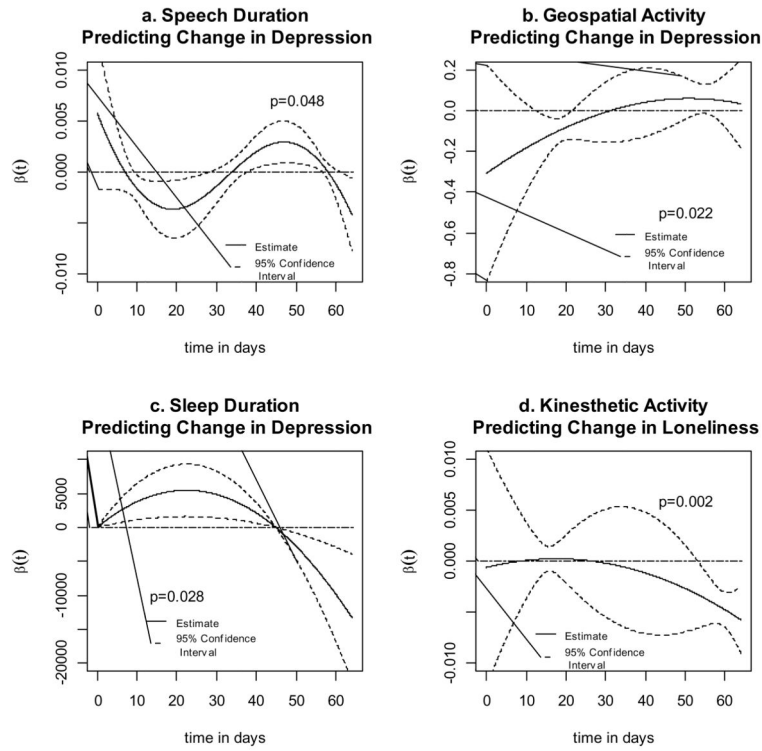 a. Speech Duration
Predicting Change in Depression
0.010
0.005
0.000
-0.010
β(t)
p=0.048
Estimate
95% Confidence
Interval
0 10 20 30 40 50 60
time in days
b. Geospatial Activity
Predicting Change in Depression
0.2
0.0
-0.2
-0.4
-0.6
-0.8
β(t)
p=0.022
Estimate
95% Confidence
Interval
0 10 20 30 40 50 60
time in days
c. Sleep Duration
Predicting Change in Depression
5000
0
-10000
-20000
β(t)
p=0.028
Estimate
95% Confidence
Interval
0 10 20 30 40 50 60
time in days
d. Kinesthetic Activity
Predicting Change in Loneliness
0.010
0.005
0.000
-0.010
β(t)
p=0.002
Estimate
95% Confidence
Interval
0 10 20 30 40 50 60
time in days